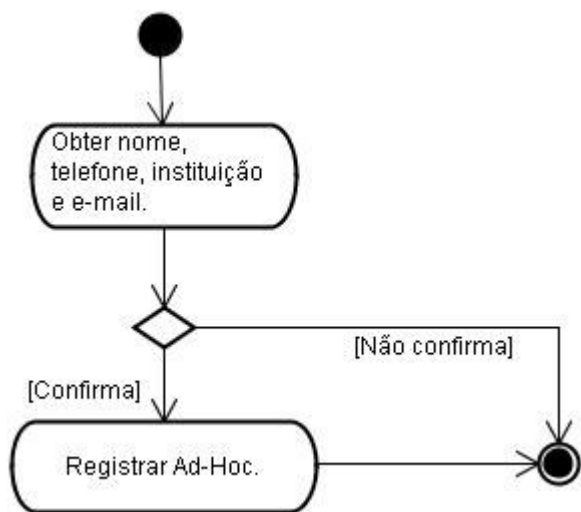 Obter nome,
telefone, instituição
e e-mail.
[Não confirma]
[Confirma]
Registrar Ad-Hoc.